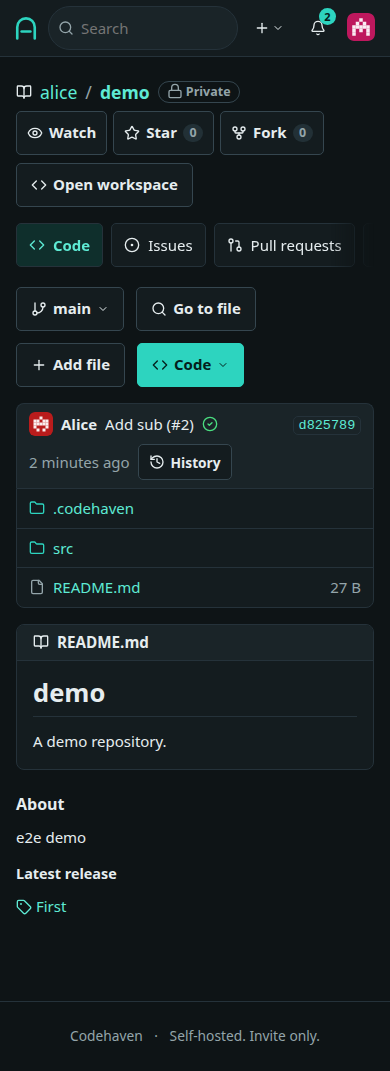 Search
2
alice / demo Private
Watch Star 0 Fork 0
Open workspace
Code Issues Pull requests
main Go to file
Add file Code
Alice Add sub (#2) d825789
2 minutes ago History
.codehaven
src
README.md 27 B
README.md
demo
A demo repository.
About
e2e demo
Latest release
First
Codehaven · Self-hosted. Invite only.